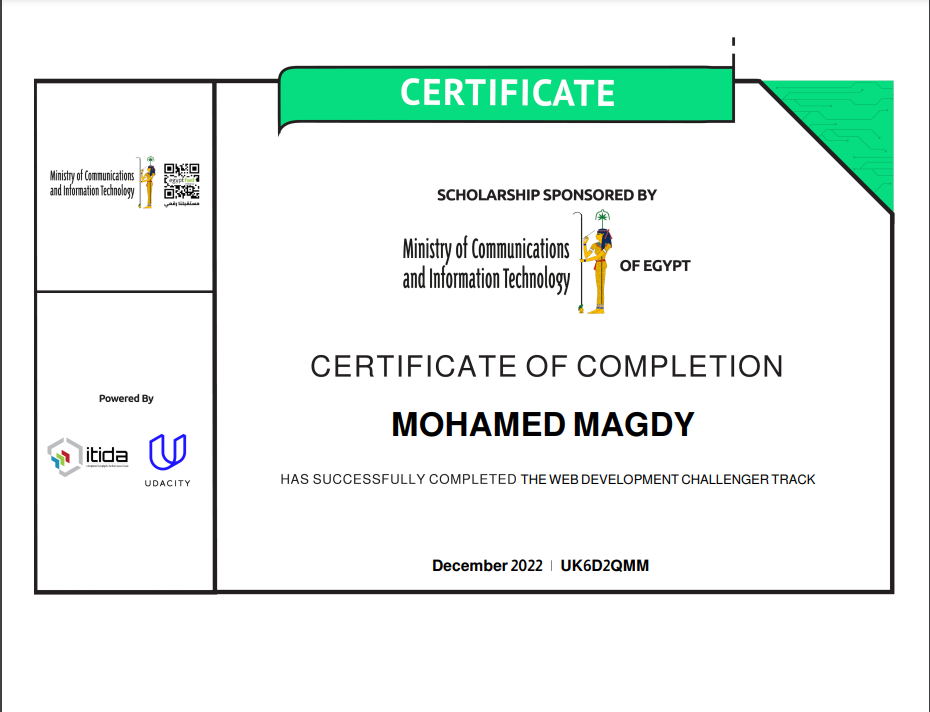 CERTIFICATE
Ministry of Communications
and Information Technology
egypt fwd
مستقبلنا رقمي
SCHOLARSHIP SPONSORED BY
Ministry of Communications
and Information Technology
OF EGYPT
CERTIFICATE OF COMPLETION
MOHAMED MAGDY
HAS SUCCESSFULLY COMPLETED THE WEB DEVELOPMENT CHALLENGER TRACK
December 2022 | UK6D2QMM
Powered By
itida
UDACITY